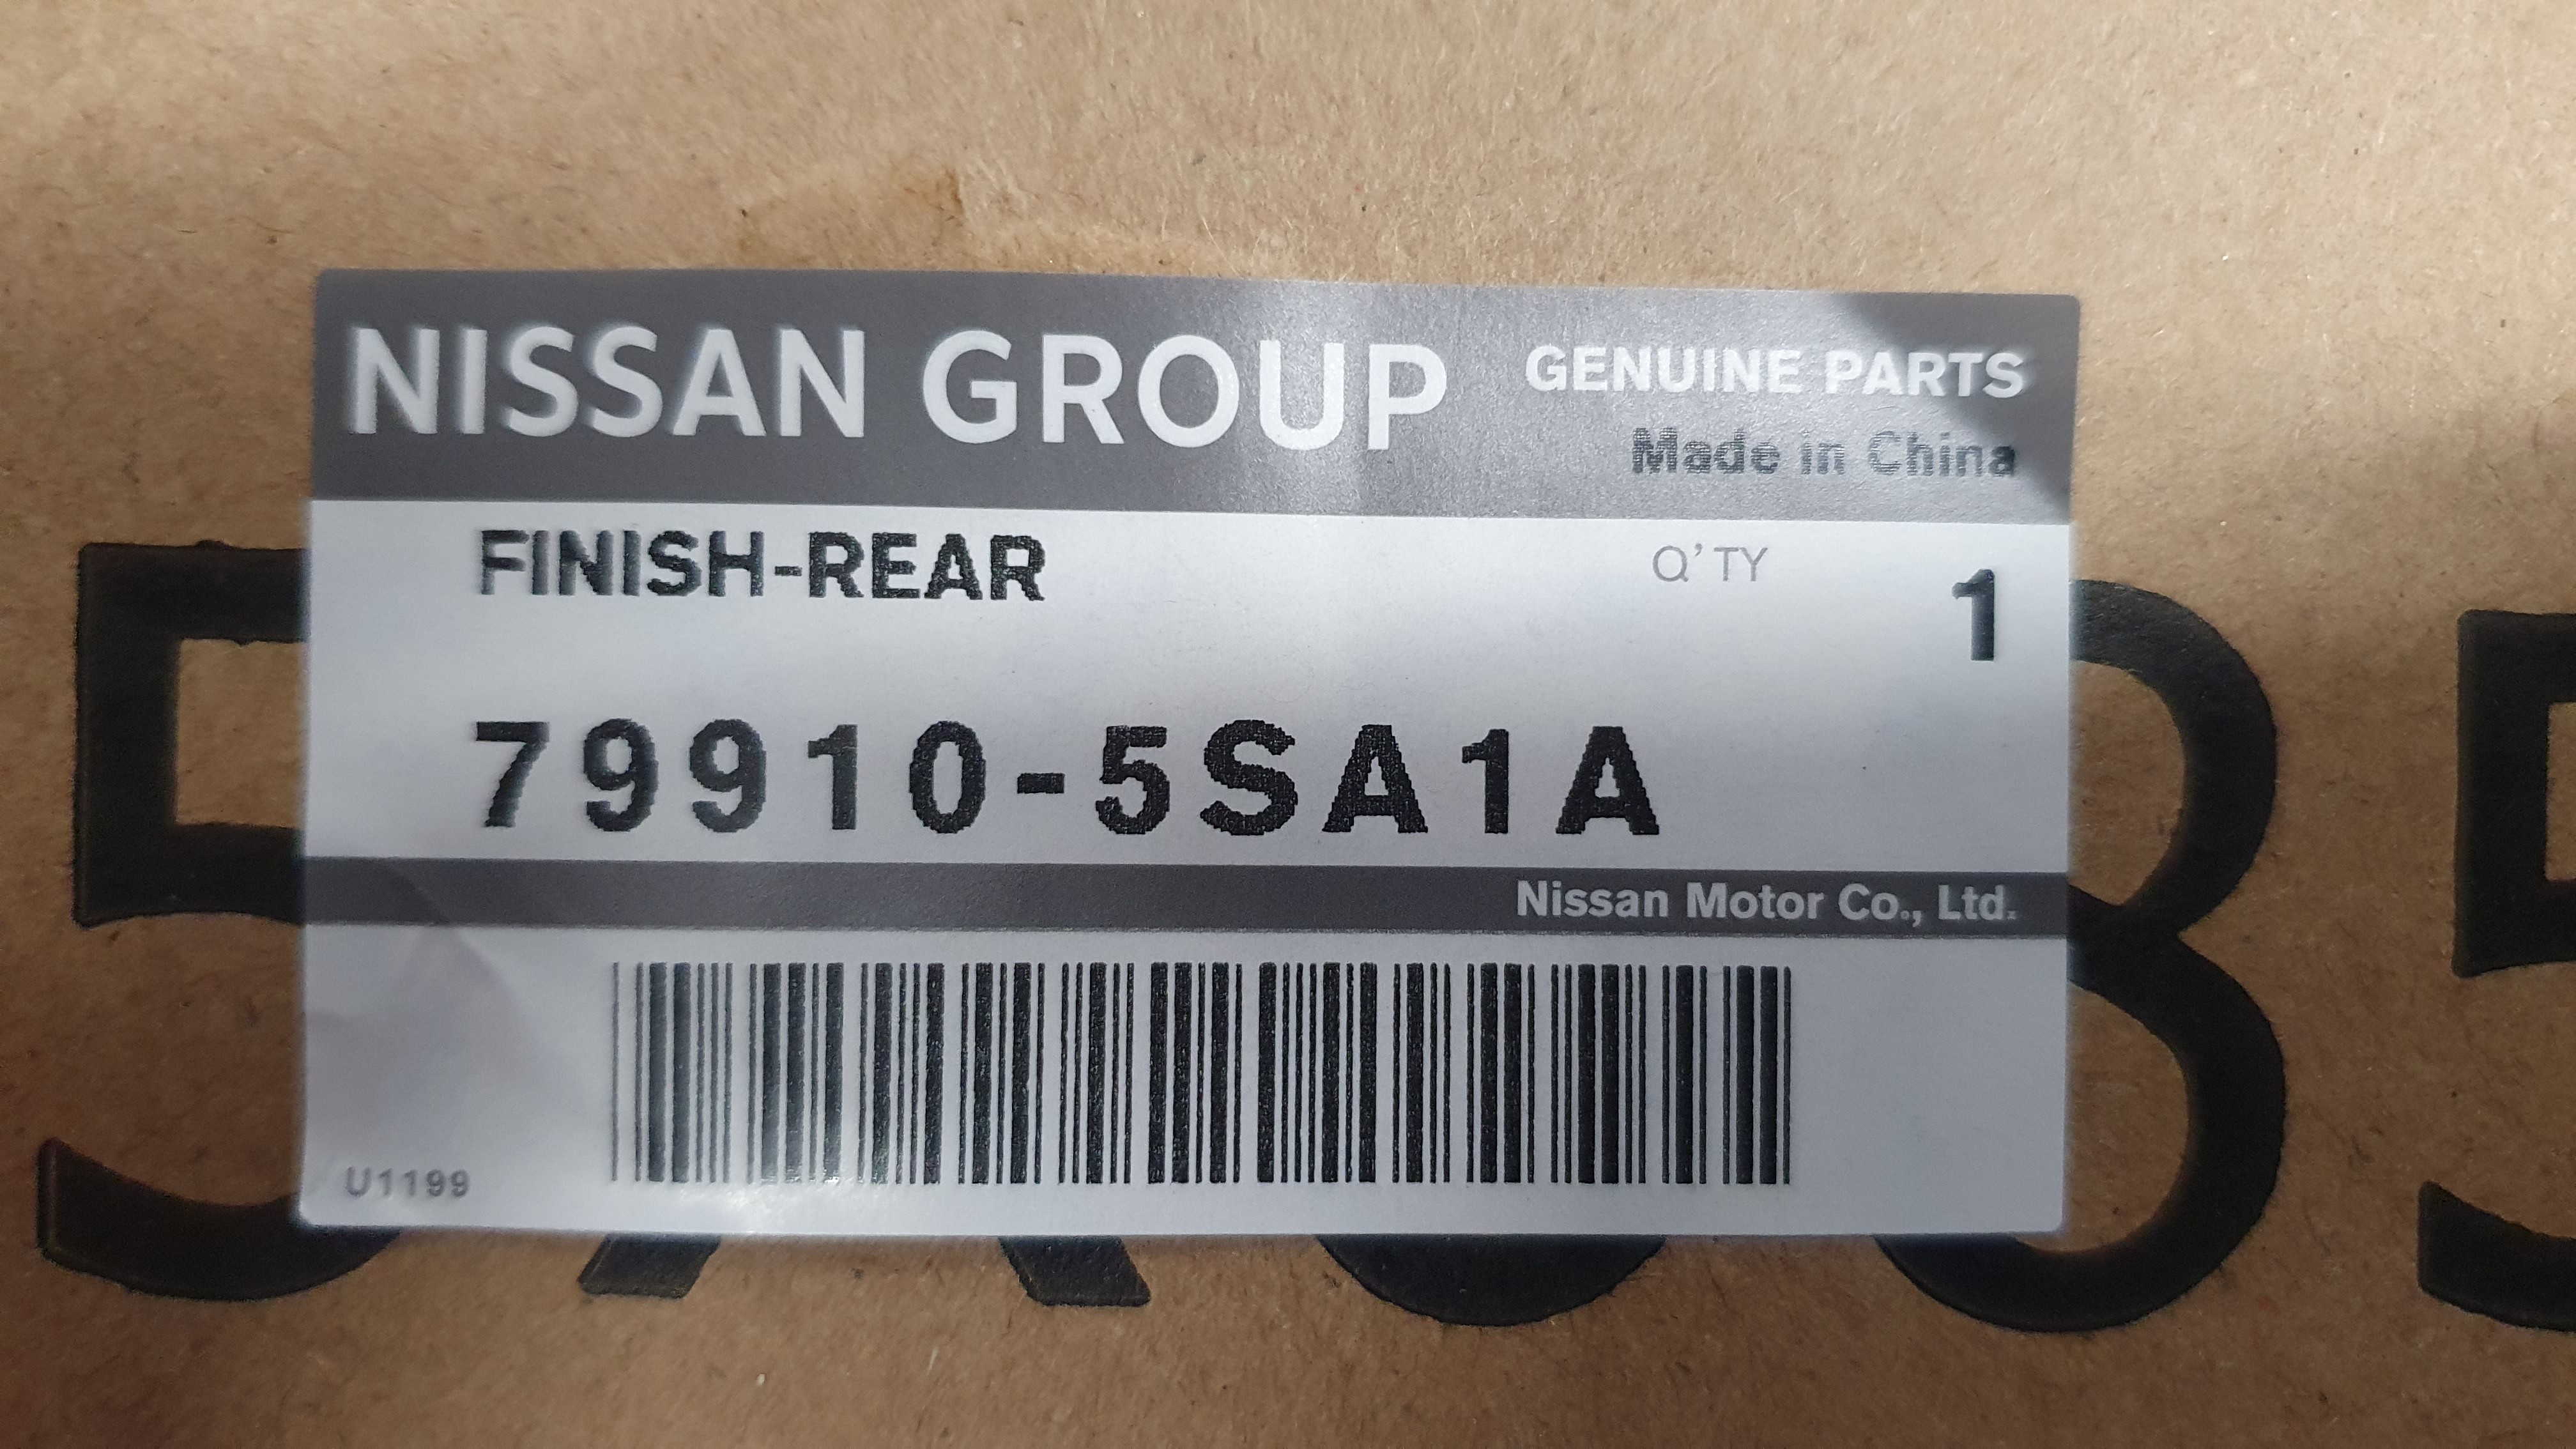 NISSAN GROUP GENUINE PARTS
Made in China
FINISH-REAR Q'TY 1
79910-5SA1A
Nissan Motor Co., Ltd.
U1199